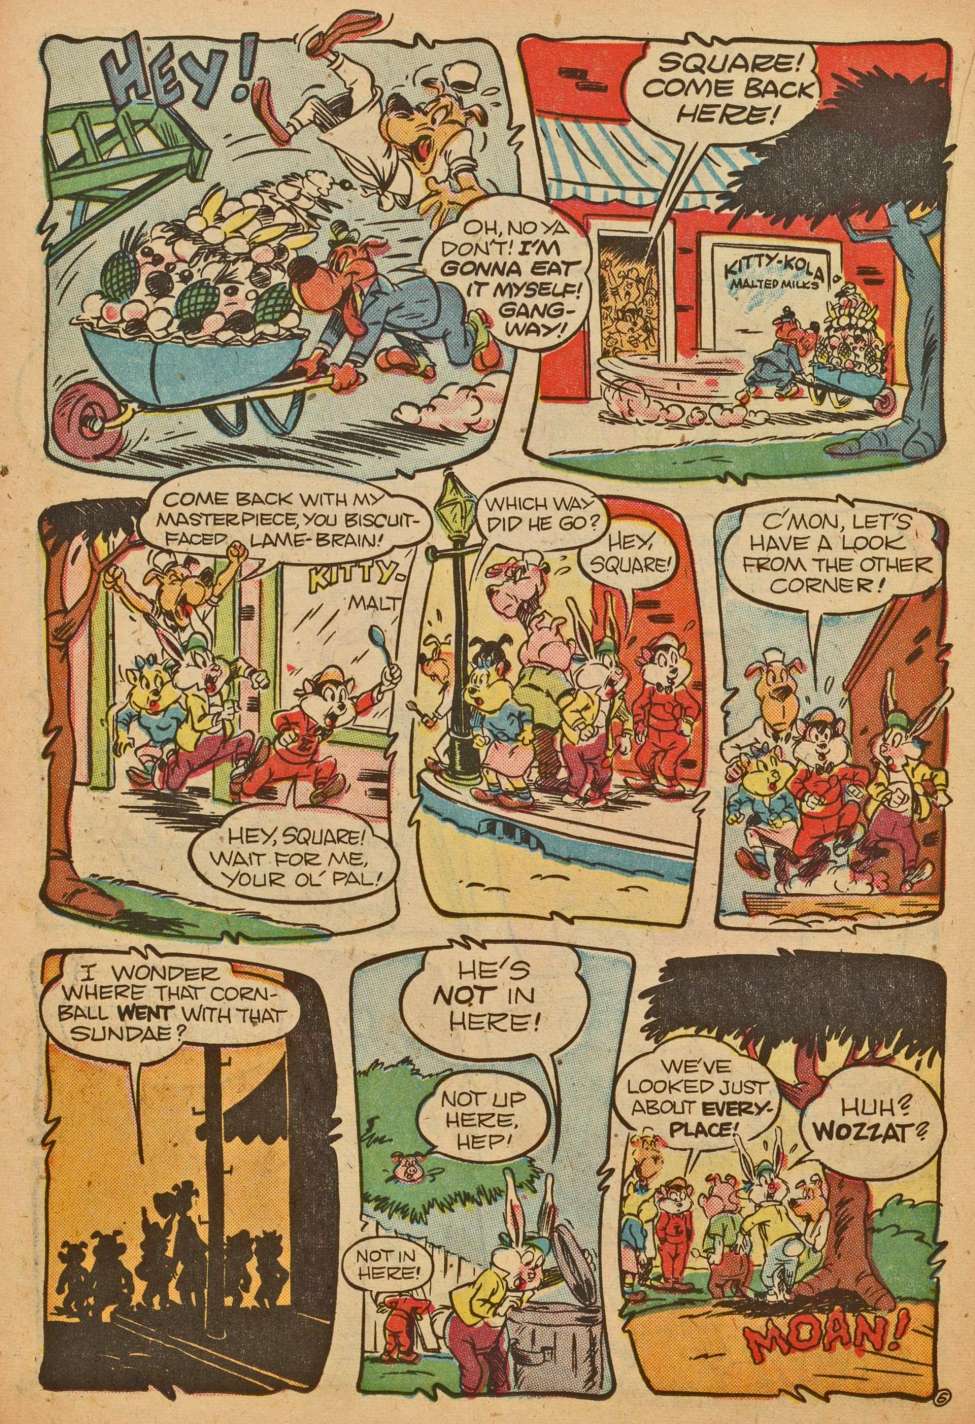 HEY!
OH, NO YA
DON'T! I'M
GONNA EAT
IT MYSELF!
GANG-
WAY!
SQUARE!
COME BACK
HERE!
KITTY-KOLA
MALTED MILKS
COME BACK WITH MY
MASTERPIECE, YOU BISCUIT-
FACED LAME-BRAIN!
KITTY-
MALT
HEY, SQUARE!
WAIT FOR ME,
YOUR OL' PAL!
WHICH WAY
DID HE GO?
HEY,
SQUARE!
C'MON, LET'S
HAVE A LOOK
FROM THE OTHER
CORNER!
I WONDER
WHERE THAT CORN-
BALL WENT WITH THAT
SUNDAE?
HE'S
NOT IN
HERE!
NOT UP
HERE,
HEP!
NOT IN
HERE!
WE'VE
LOOKED JUST
ABOUT EVERY-
PLACE!
HUH?
WOZZAT?
MOAN!
6